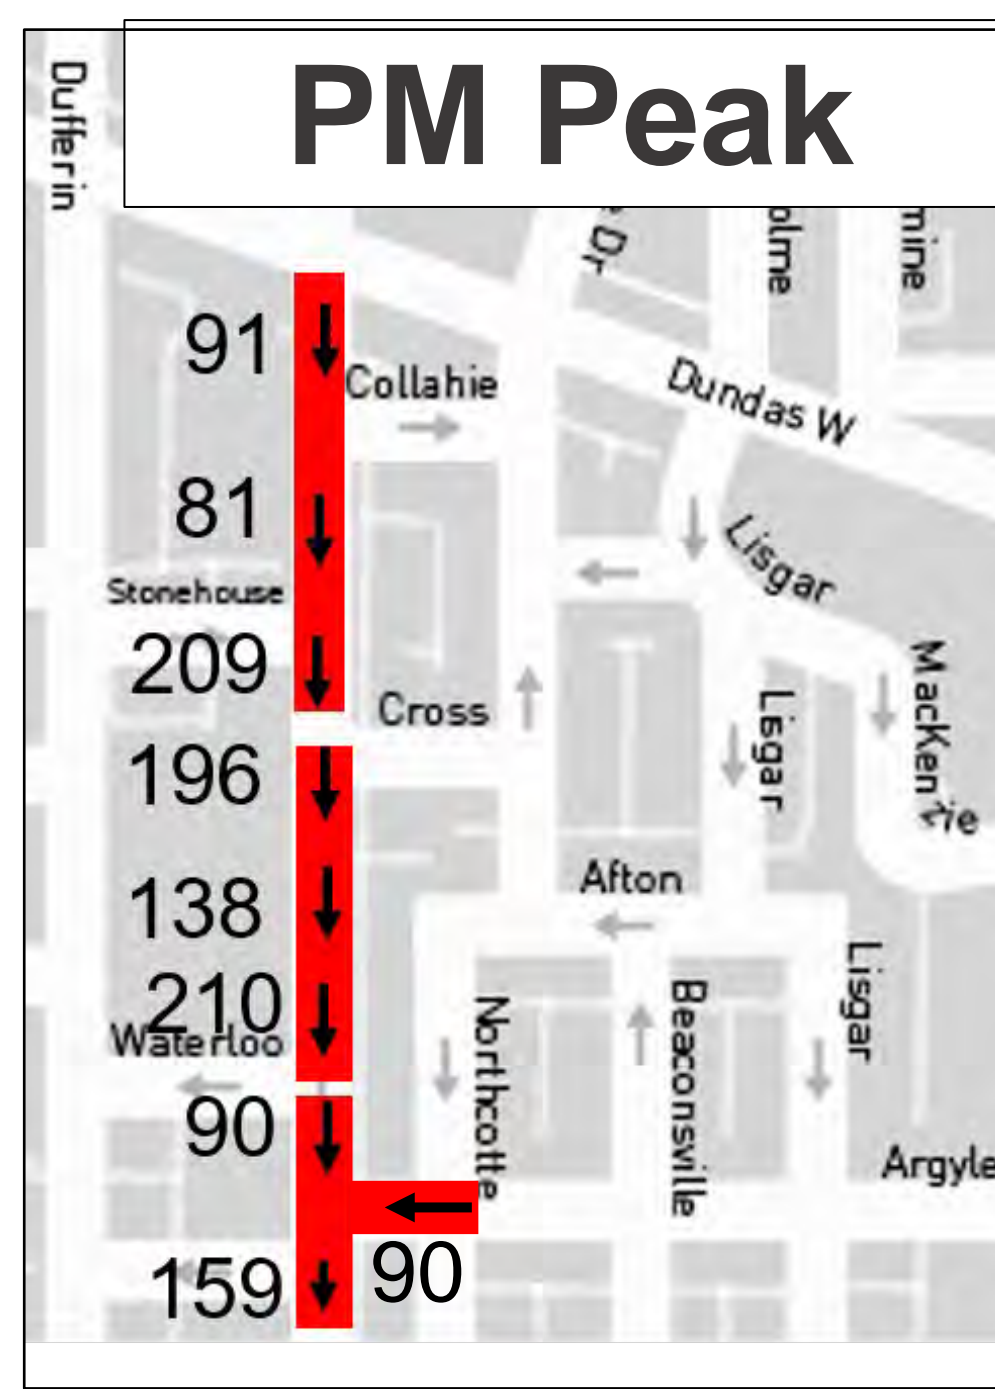 PM Peak
Dufferin
e Dr
olme
mine
91
Collahie
Dundas W
81
Lisgar
Stonehouse
209
Cross
MacKenzie
Lisgar
196
Afton
138
Lisgar
210
Waterloo
Northcotte
Beaconsville
90
Argyle
90
159